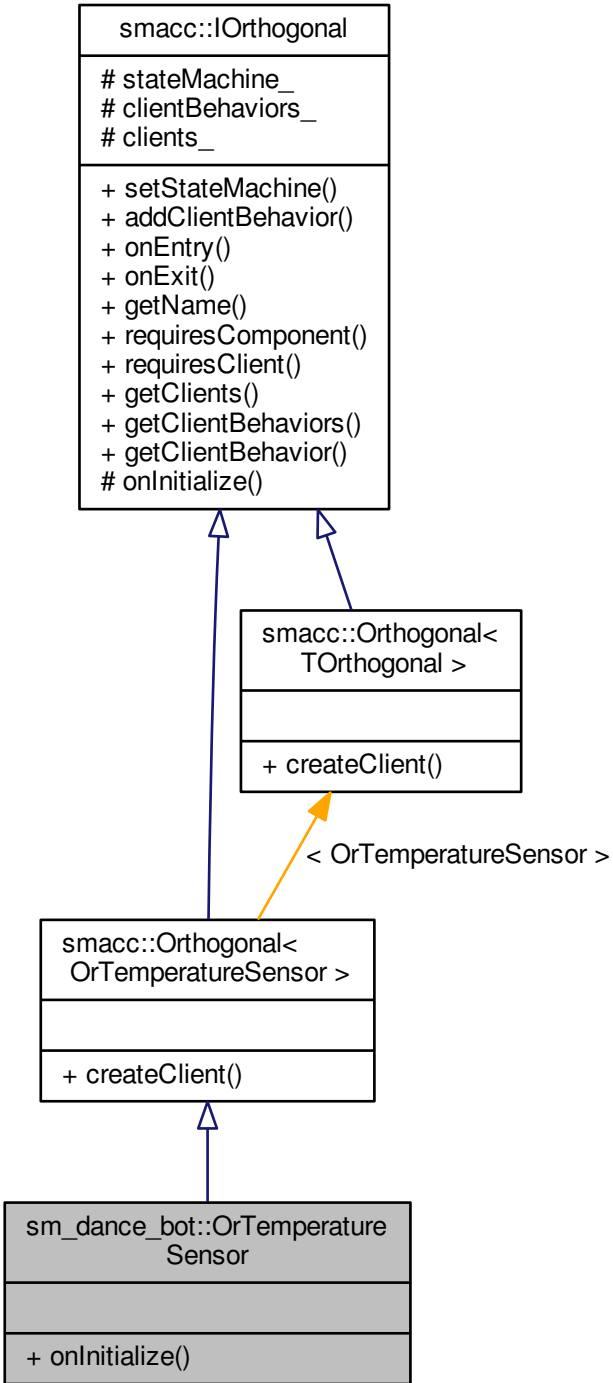 smacc::IOrthogonal
# stateMachine_
# clientBehaviors_
# clients_
+ setStateMachine()
+ addClientBehavior()
+ onEntry()
+ onExit()
+ getName()
+ requiresComponent()
+ requiresClient()
+ getClients()
+ getClientBehaviors()
+ getClientBehavior()
# onInitialize()
smacc::Orthogonal<
TOrthogonal >
+ createClient()
< OrTemperatureSensor >
smacc::Orthogonal<
OrTemperatureSensor >
+ createClient()
sm_dance_bot::OrTemperature
Sensor
+ onInitialize()